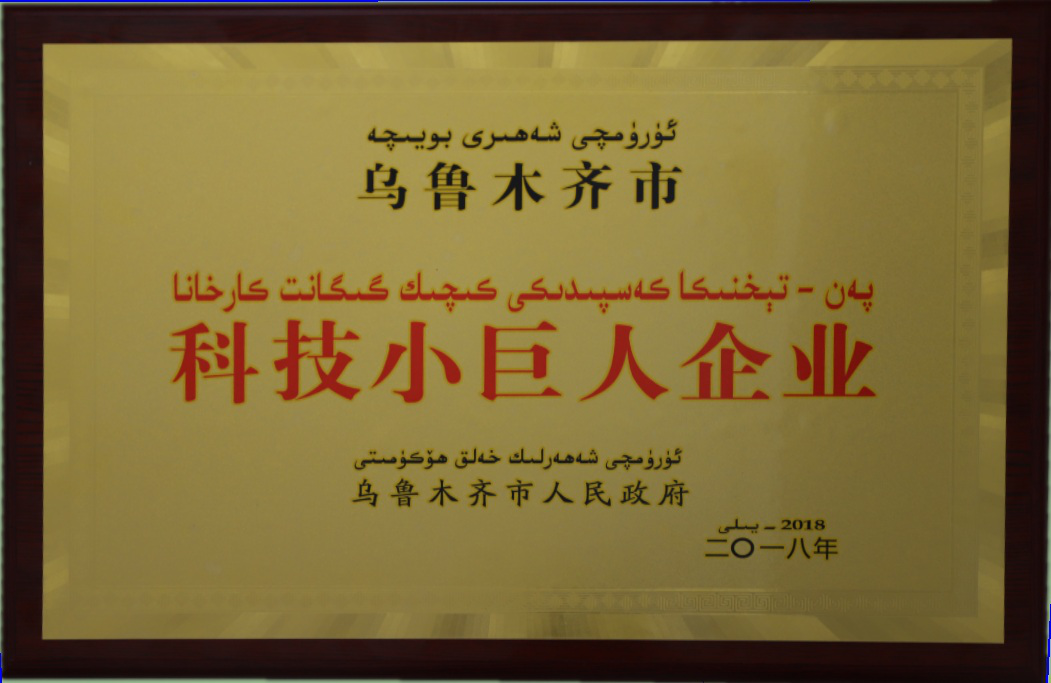 ئۈرۈمچى شەھىرى بويىچە
乌鲁木齐市
پەن - تېخنىكا كەسپىدىكى كىچىك گىگانت كارخانا
科技小巨人企业
ئۈرۈمچى شەھەرلىك خەلق ھۆكۈمىتى
乌鲁木齐市人民政府
2018 - يىلى
二〇一八年